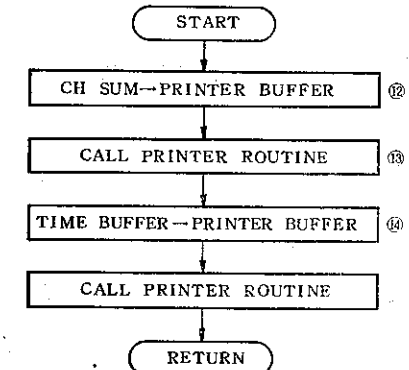 START
CH SUM→PRINTER BUFFER ⑫
CALL PRINTER ROUTINE ⑬
TIME BUFFER→PRINTER BUFFER ⑭
CALL PRINTER ROUTINE
RETURN